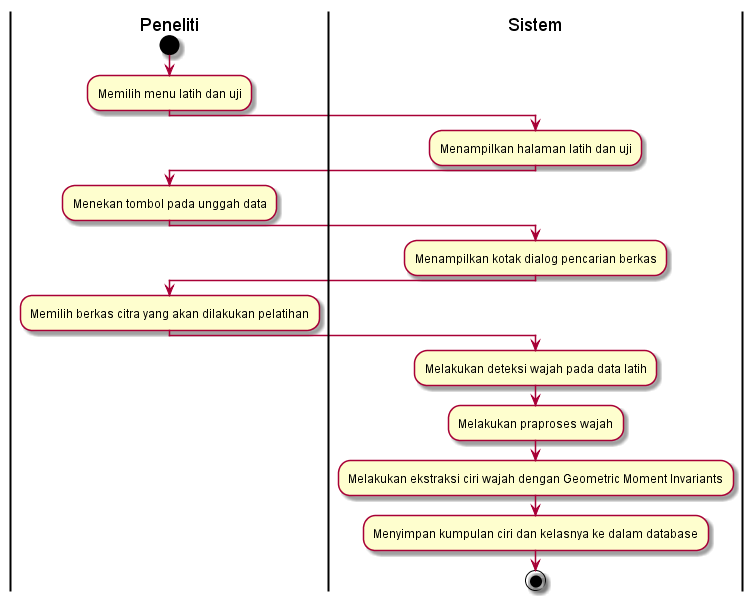 Peneliti
Sistem
Memilih menu latih dan uji
Menampilkan halaman latih dan uji
Menekan tombol pada unggah data
Menampilkan kotak dialog pencarian berkas
Memilih berkas citra yang akan dilakukan pelatihan
Melakukan deteksi wajah pada data latih
Melakukan praproses wajah
Melakukan ekstraksi ciri wajah dengan Geometric Moment Invariants
Menyimpan kumpulan ciri dan kelasnya ke dalam database